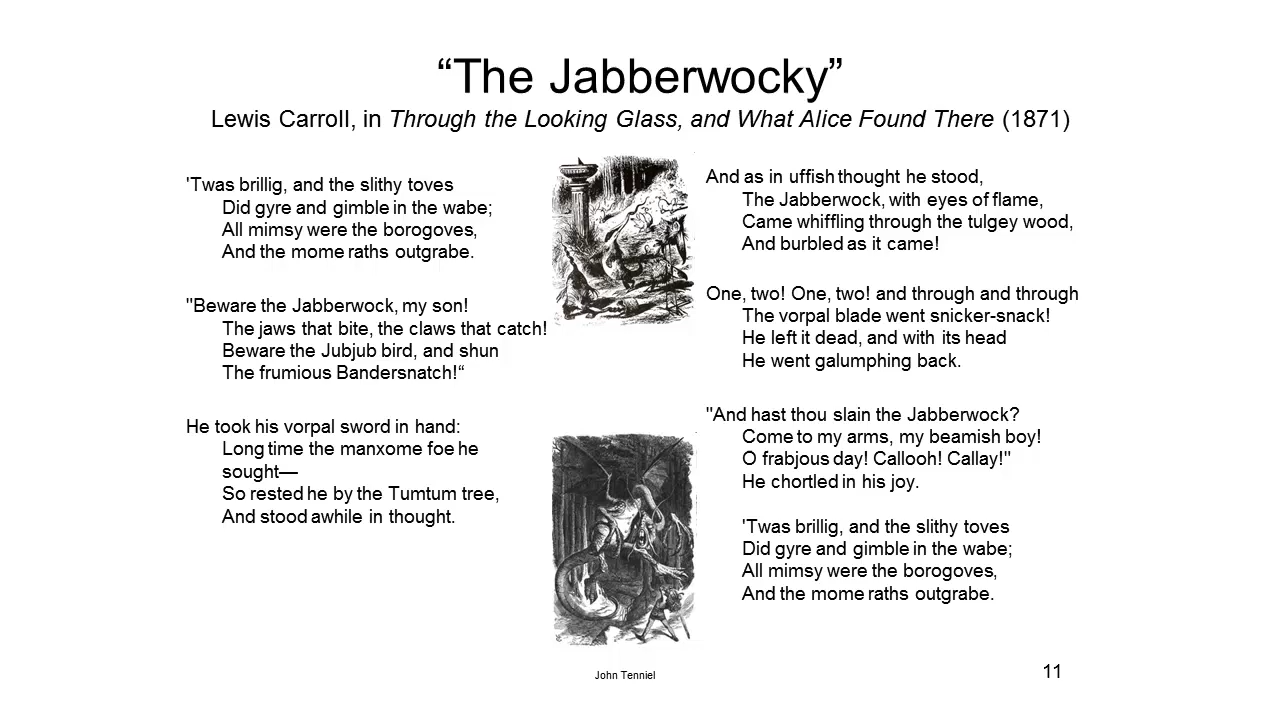 “The Jabberwocky”
Lewis Carroll, in Through the Looking Glass, and What Alice Found There (1871)
'Twas brillig, and the slithy toves
Did gyre and gimble in the wabe;
All mimsy were the borogoves,
And the mome raths outgrabe.
"Beware the Jabberwock, my son!
The jaws that bite, the claws that catch!
Beware the Jubjub bird, and shun
The frumious Bandersnatch!“
He took his vorpal sword in hand:
Long time the manxome foe he
sought—
So rested he by the Tumtum tree,
And stood awhile in thought.
And as in uffish thought he stood,
The Jabberwock, with eyes of flame,
Came whiffling through the tulgey wood,
And burbled as it came!
One, two! One, two! and through and through
The vorpal blade went snicker-snack!
He left it dead, and with its head
He went galumphing back.
"And hast thou slain the Jabberwock?
Come to my arms, my beamish boy!
O frabjous day! Callooh! Callay!"
He chortled in his joy.
'Twas brillig, and the slithy toves
Did gyre and gimble in the wabe;
All mimsy were the borogoves,
And the mome raths outgrabe.
John Tenniel
11